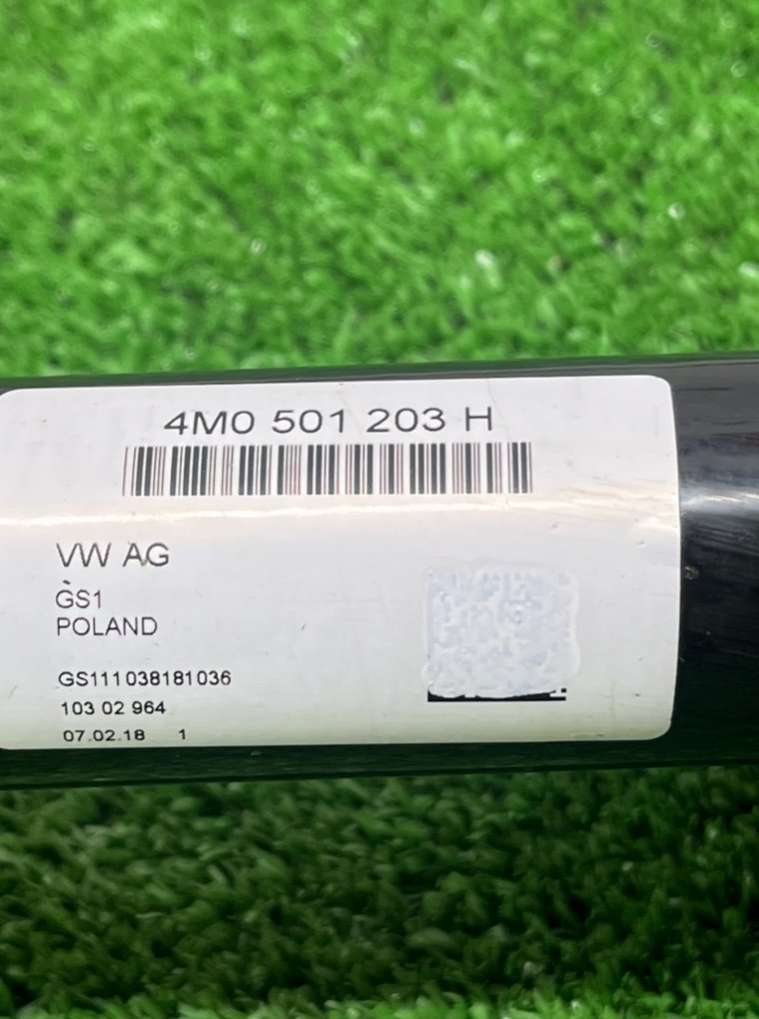 4M0 501 203 H
VW AG
GS1
POLAND
GS111038181036
103 02 964
07.02.18 1